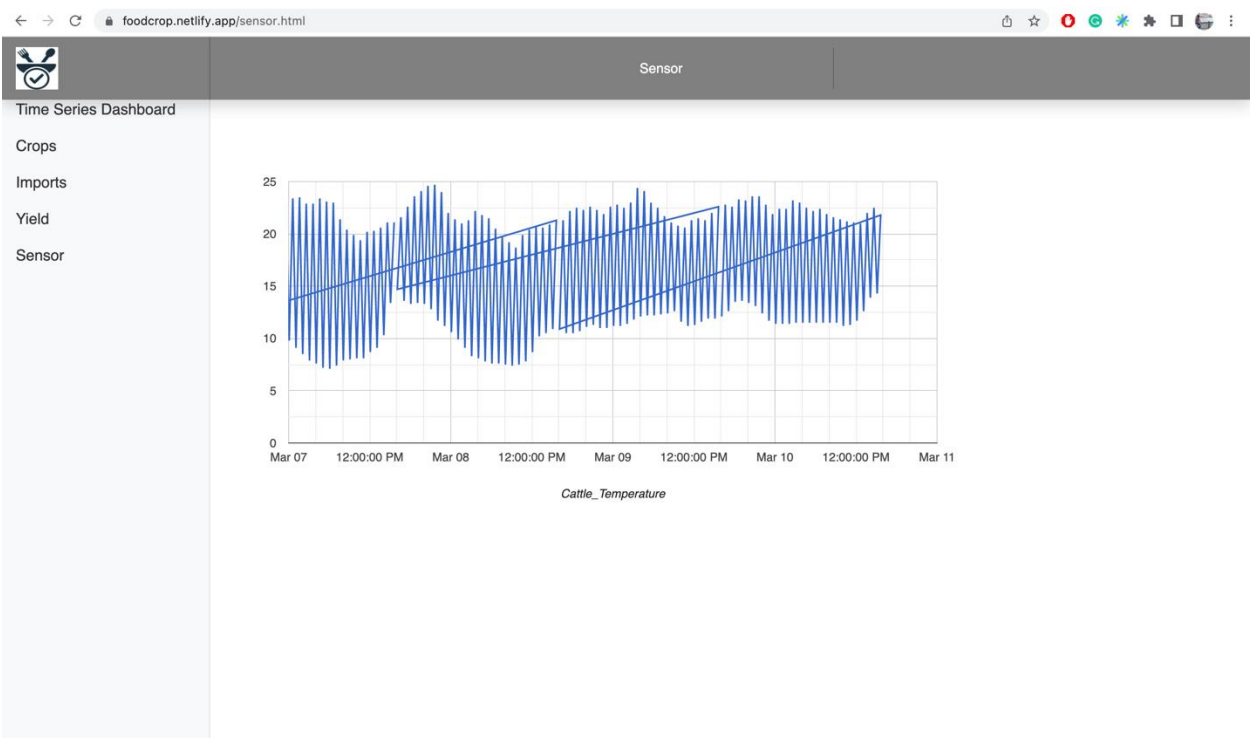 foodcrop.netlify.app/sensor.html
Sensor
Time Series Dashboard
Crops
Imports
Yield
Sensor
25
20
15
10
5
0
Mar 07 12:00:00 PM Mar 08 12:00:00 PM Mar 09 12:00:00 PM Mar 10 12:00:00 PM Mar 11
Cattle_Temperature